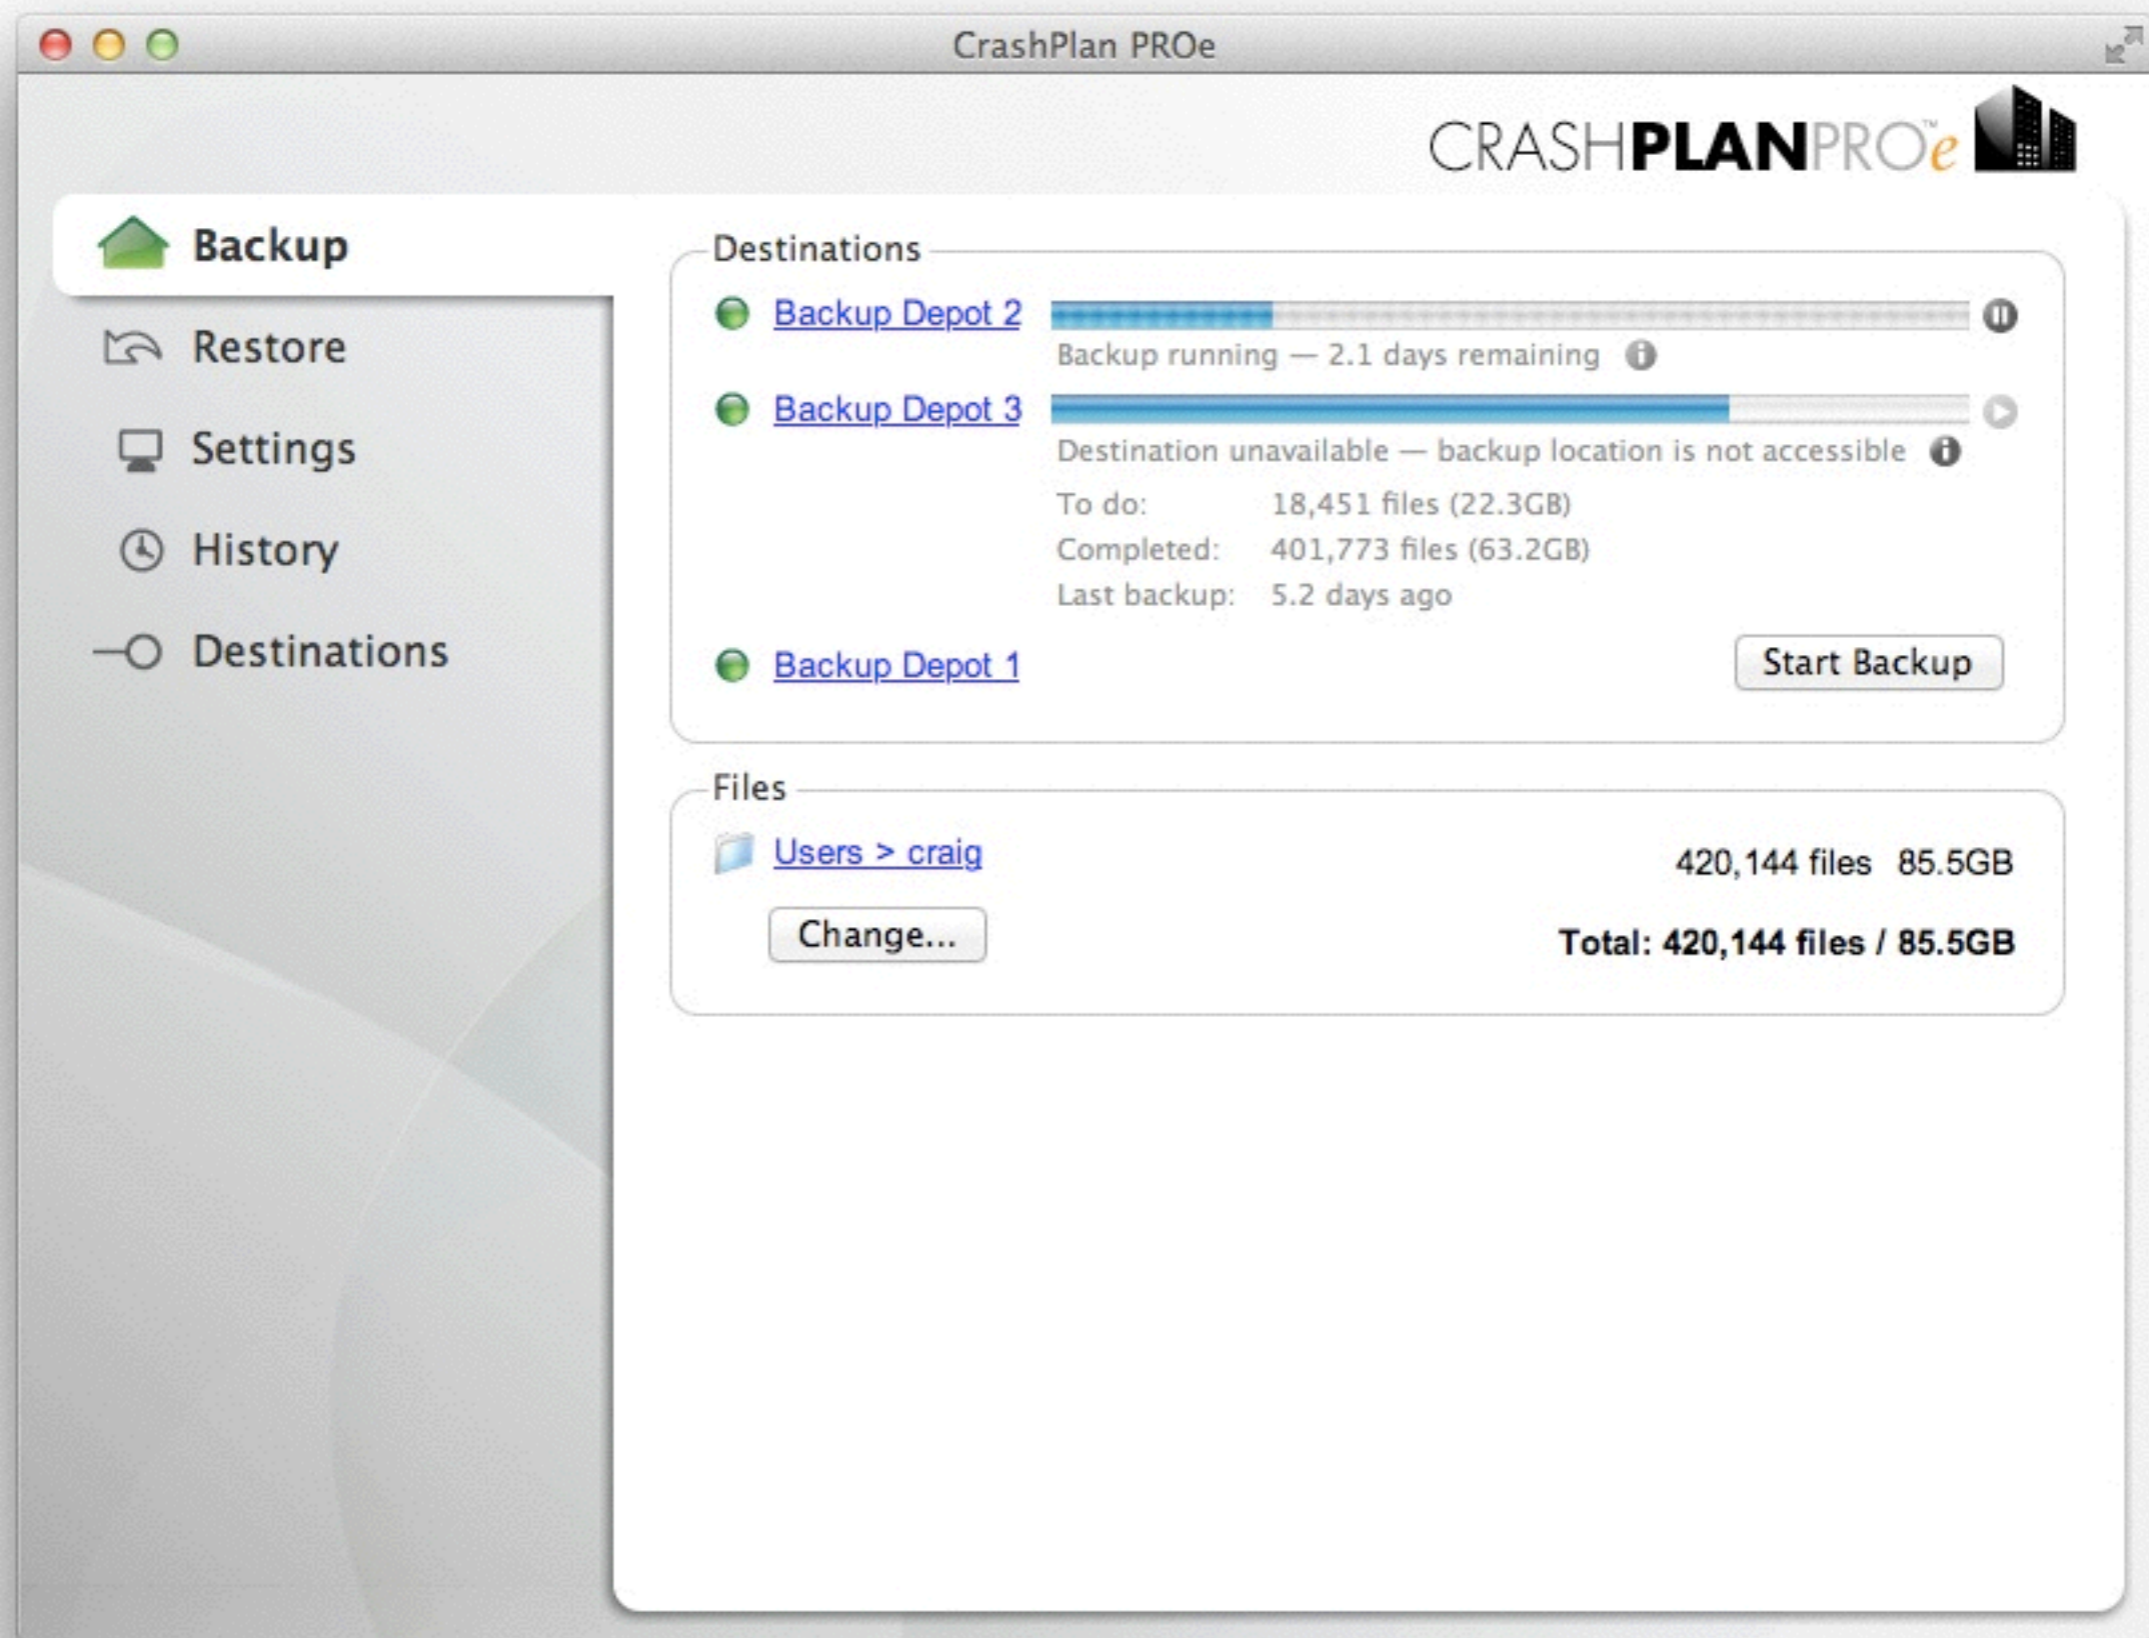 CrashPlan PROe
CRASHPLANPRO™e
Backup
Restore
Settings
History
Destinations
Destinations
Backup Depot 2
Backup running — 2.1 days remaining
Backup Depot 3
Destination unavailable — backup location is not accessible
To do: 18,451 files (22.3GB)
Completed: 401,773 files (63.2GB)
Last backup: 5.2 days ago
Backup Depot 1
Start Backup
Files
Users > craig 420,144 files 85.5GB
Change... Total: 420,144 files / 85.5GB